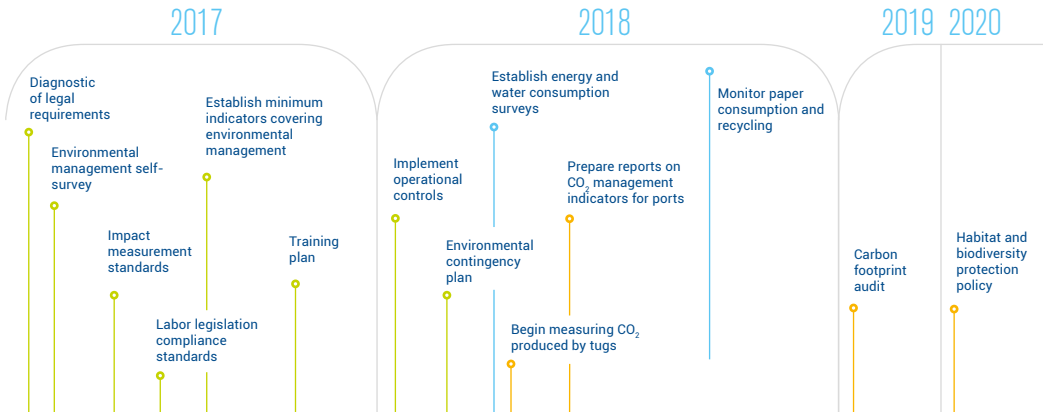 2017
2018
2019
2020
Diagnostic
of legal
requirements
Environmental
management self-
survey
Impact
measurement
standards
Labor legislation
compliance
standards
Establish minimum
indicators covering
environmental
management
Training
plan
Implement
operational
controls
Environmental
contingency
plan
Establish energy and
water consumption
surveys
Begin measuring CO₂
produced by tugs
Prepare reports on
CO₂ management
indicators for ports
Monitor paper
consumption and
recycling
Carbon
footprint
audit
Habitat and
biodiversity
protection
policy